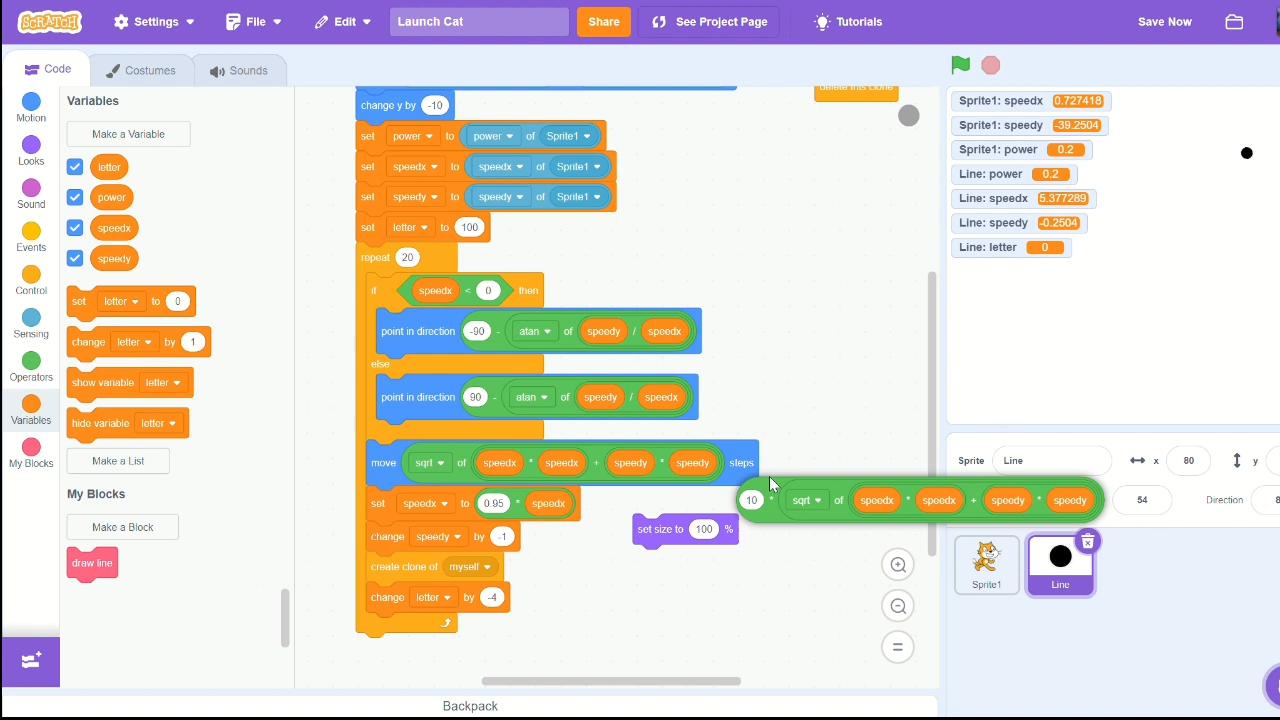 SCRATCH Settings File Edit Launch Cat Share See Project Page Tutorials Save Now
Code Costumes Sounds
Motion
Looks
Sound
Events
Control
Sensing
Operators
Variables
My Blocks
Variables
Make a Variable
letter
power
speedx
speedy
set letter to 0
change letter by 1
show variable letter
hide variable letter
Make a List
My Blocks
Make a Block
draw line
delete this clone
change y by -10
set power to power of Sprite1
set speedx to speedx of Sprite1
set speedy to speedy of Sprite1
set letter to 100
repeat 20
if speedx < 0 then
point in direction -90 - atan of speedy / speedx
else
point in direction 90 - atan of speedy / speedx
move sqrt of speedx * speedx + speedy * speedy steps
10 * sqrt of speedx * speedx + speedy * speedy
set speedx to 0.95 * speedx
set size to 100 %
change speedy by -1
create clone of myself
change letter by -4
Sprite1: speedx 0.727418
Sprite1: speedy -39.2504
Sprite1: power 0.2
Line: power 0.2
Line: speedx 5.377289
Line: speedy -0.2504
Line: letter 0
Sprite Line x 80 y
54 Direction 8
Sprite1
Line
Backpack